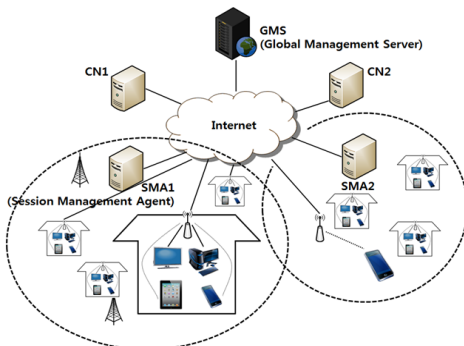 GMS
(Global Management Server)
CN1
CN2
Internet
SMA1
(Session Management Agent)
SMA2